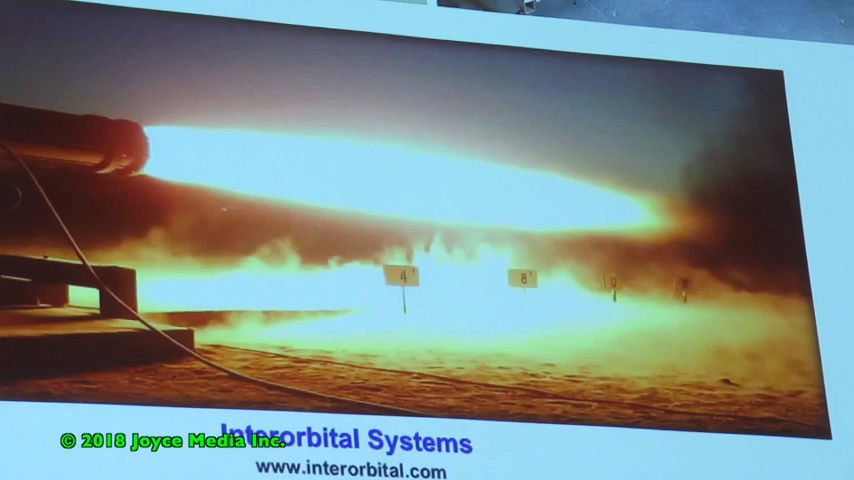 4'
8'
Interorbital Systems
© 2018 Joyce Media Inc.
www.interorbital.com